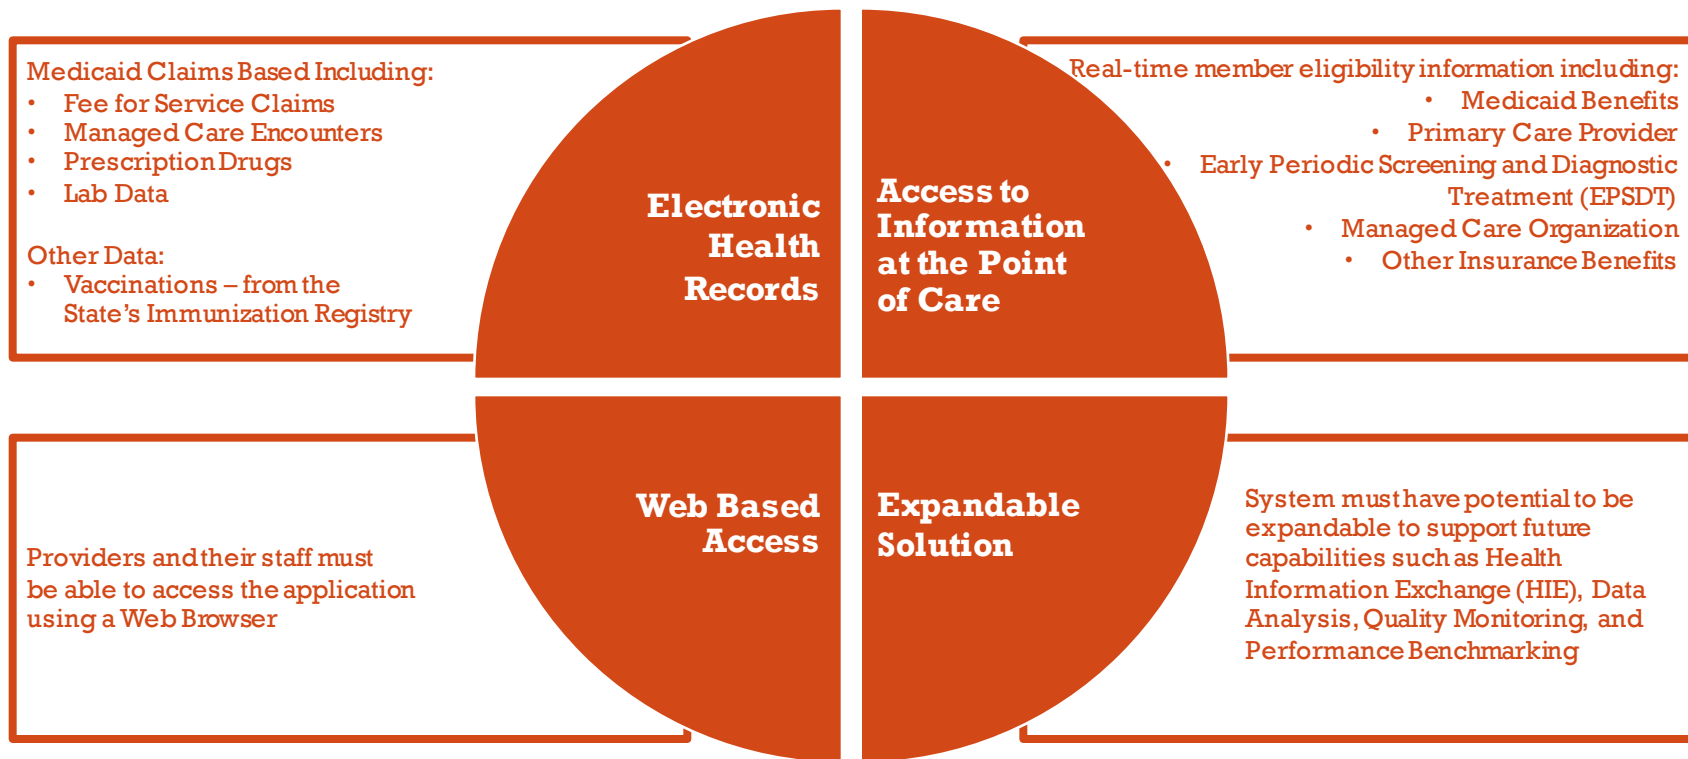 Medicaid Claims Based Including:
• Fee for Service Claims
• Managed Care Encounters
• Prescription Drugs
• Lab Data
Other Data:
• Vaccinations – from the
State's Immunization Registry
Electronic
Health
Records
Access to
Information
at the Point
of Care
Real-time member eligibility information including:
• Medicaid Benefits
• Primary Care Provider
• Early Periodic Screening and Diagnostic
Treatment (EPSDT)
• Managed Care Organization
• Other Insurance Benefits
Providers and their staff must
be able to access the application
using a Web Browser
Web Based
Access
Expandable
Solution
System must have potential to be
expandable to support future
capabilities such as Health
Information Exchange (HIE), Data
Analysis, Quality Monitoring, and
Performance Benchmarking